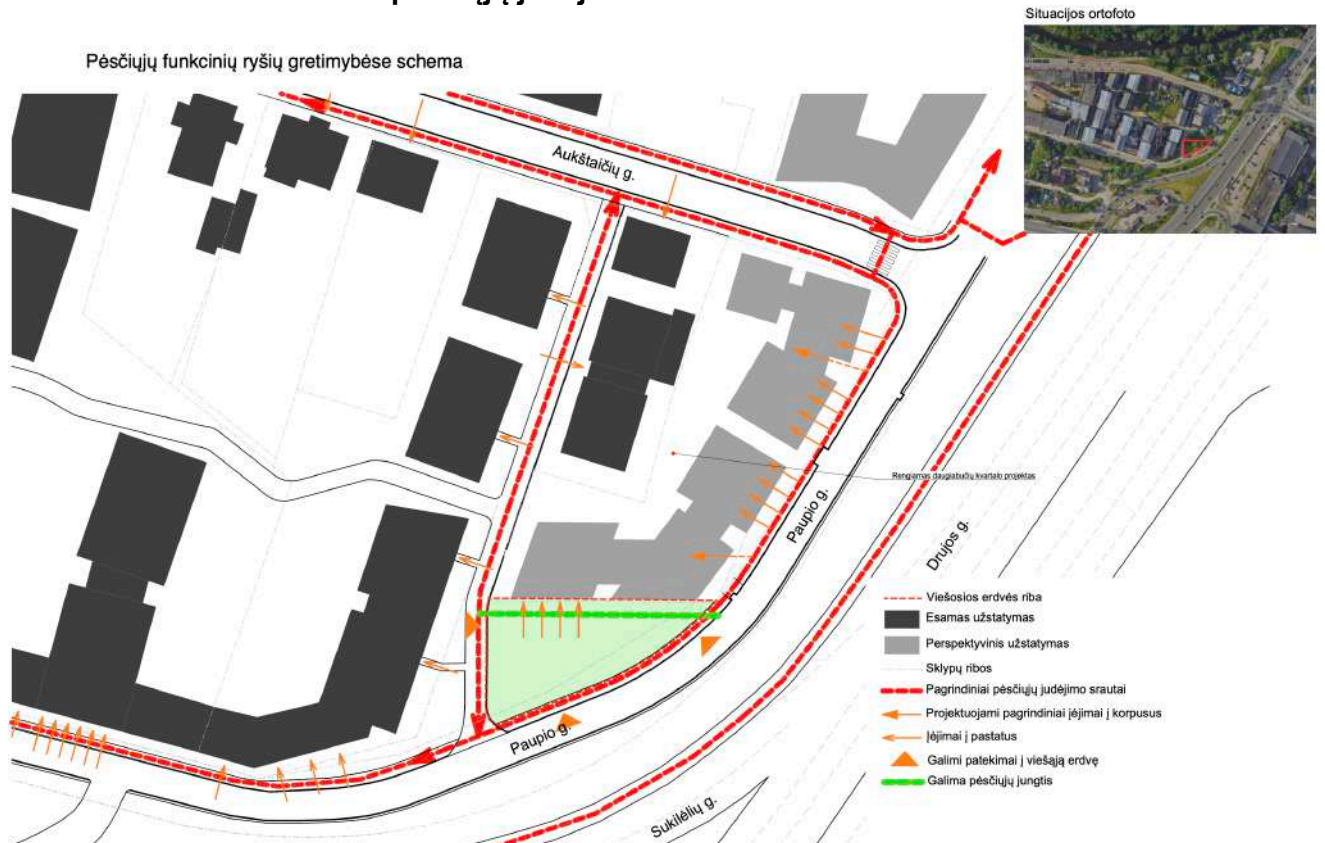 Situacijos ortofoto
Pėsčiųjų funkcinių ryšių gretimybėse schema
Aukštaičių g.
Rengiamas daugiabučių kvartalo projektas
Paupio g.
Drujos g.
Paupio g.
Sukilėlių g.
Viešosios erdvės riba
Esamas užstatymas
Perspektyvinis užstatymas
Sklypų ribos
Pagrindiniai pėsčiųjų judėjimo srautai
Projektuojami pagrindiniai įėjimai į korpusus
Įėjimai į pastatus
Galimi patekimai į viešąją erdvę
Galima pėsčiųjų jungtis